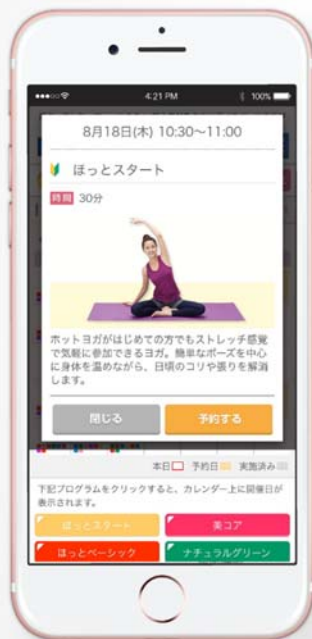 4:21 PM 100%
8月18日(木) 10:30〜11:00
ほっとスタート
時間 30分
ホットヨガがはじめての方でもストレッチ感覚
で気軽に参加できるヨガ。簡単なポーズを中心
に身体を温めながら、日頃のコリや張りを解消
します。
閉じる 予約する
本日 予約日 実施済み
下記プログラムをクリックすると、カレンダー上に開催日が
表示されます。
ほっとスタート 美コア
ほっとベーシック ナチュラルグリーン